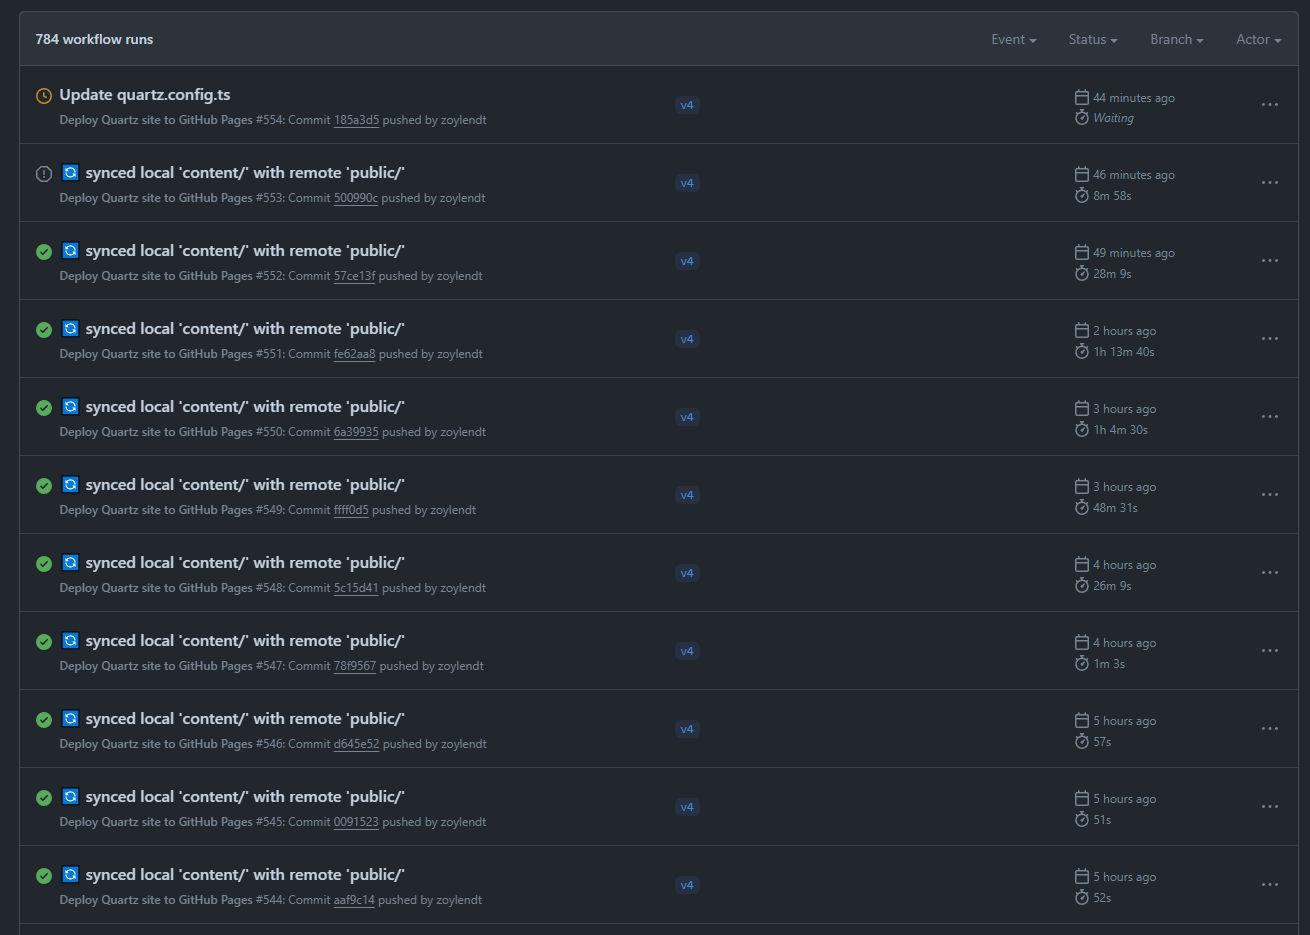 784 workflow runs
Event
Status
Branch
Actor
Update quartz.config.ts
Deploy Quartz site to GitHub Pages #554: Commit 185a3d5 pushed by zoylendt
v4
44 minutes ago
Waiting
synced local 'content/' with remote 'public/'
Deploy Quartz site to GitHub Pages #553: Commit 500990c pushed by zoylendt
v4
46 minutes ago
8m 58s
synced local 'content/' with remote 'public/'
Deploy Quartz site to GitHub Pages #552: Commit 57ce13f pushed by zoylendt
v4
49 minutes ago
28m 9s
synced local 'content/' with remote 'public/'
Deploy Quartz site to GitHub Pages #551: Commit fe62aa8 pushed by zoylendt
v4
2 hours ago
1h 13m 40s
synced local 'content/' with remote 'public/'
Deploy Quartz site to GitHub Pages #550: Commit 6a39935 pushed by zoylendt
v4
3 hours ago
1h 4m 30s
synced local 'content/' with remote 'public/'
Deploy Quartz site to GitHub Pages #549: Commit ffff0d5 pushed by zoylendt
v4
3 hours ago
48m 31s
synced local 'content/' with remote 'public/'
Deploy Quartz site to GitHub Pages #548: Commit 5c15d41 pushed by zoylendt
v4
4 hours ago
26m 9s
synced local 'content/' with remote 'public/'
Deploy Quartz site to GitHub Pages #547: Commit 78f9567 pushed by zoylendt
v4
4 hours ago
1m 3s
synced local 'content/' with remote 'public/'
Deploy Quartz site to GitHub Pages #546: Commit d645e52 pushed by zoylendt
v4
5 hours ago
57s
synced local 'content/' with remote 'public/'
Deploy Quartz site to GitHub Pages #545: Commit 0091523 pushed by zoylendt
v4
5 hours ago
51s
synced local 'content/' with remote 'public/'
Deploy Quartz site to GitHub Pages #544: Commit aaf9c14 pushed by zoylendt
v4
5 hours ago
52s